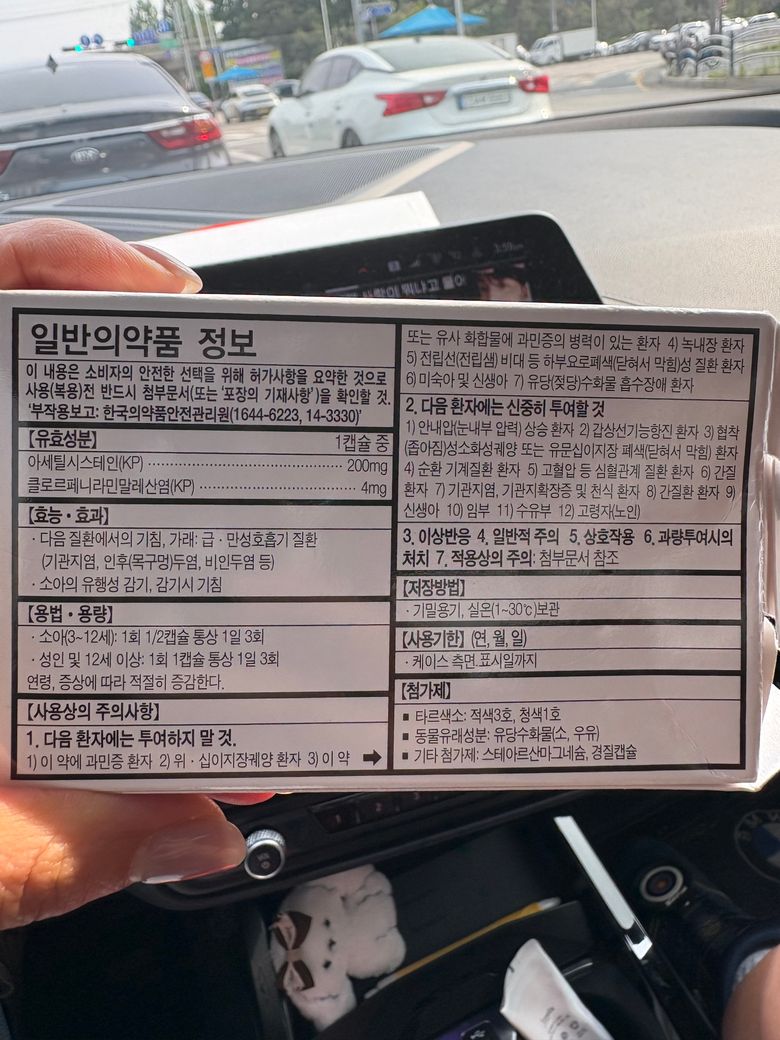 일반의약품 정보
이 내용은 소비자의 안전한 선택을 위해 허가사항을 요약한 것으로
사용(복용)전 반드시 첨부문서(또는 '포장의 기재사항')을 확인할 것.
'부작용보고: 한국의약품안전관리원(1644-6223, 14-3330)'
【유효성분】 1캡슐 중
아세틸시스테인(KP) ································ 200mg
클로르페니라민말레산염(KP) ························ 4mg
【효능·효과】
· 다음 질환에서의 기침, 가래: 급·만성호흡기 질환
(기관지염, 인후(목구멍)두염, 비인두염 등)
· 소아의 유행성 감기, 감기시 기침
【용법·용량】
· 소아(3~12세): 1회 1/2캡슐 통상 1일 3회
· 성인 및 12세 이상: 1회 1캡슐 통상 1일 3회
연령, 증상에 따라 적절히 증감한다.
【사용상의 주의사항】
1. 다음 환자에는 투여하지 말 것.
1) 이 약에 과민증 환자 2) 위·십이지장궤양 환자 3) 이 약 ➡
또는 유사 화합물에 과민증의 병력이 있는 환자 4) 녹내장 환자
5) 전립선(전립샘) 비대 등 하부요로폐색(닫혀서 막힘)성 질환 환자
6) 미숙아 및 신생아 7) 유당(젖당)수화물 흡수장애 환자
2. 다음 환자에는 신중히 투여할 것
1) 안내압(눈내부 압력) 상승 환자 2) 갑상선기능항진 환자 3) 협착
(좁아짐)성소화성궤양 또는 유문십이지장 폐색(닫혀서 막힘) 환자
4) 순환 기계질환 환자 5) 고혈압 등 심혈관계 질환 환자 6) 간질
환자 7) 기관지염, 기관지확장증 및 천식 환자 8) 간질환 환자 9)
신생아 10) 임부 11) 수유부 12) 고령자(노인)
3. 이상반응 4. 일반적 주의 5. 상호작용 6. 과량투여시의
처치 7. 적용상의 주의: 첨부문서 참조
【저장방법】
· 기밀용기, 실온(1~30℃)보관
【사용기한】 (연, 월, 일)
· 케이스 측면 표시일까지
【첨가제】
■ 타르색소: 적색3호, 청색1호
■ 동물유래성분: 유당수화물(소, 우유)
■ 기타 첨가제: 스테아르산마그네슘, 경질캡슐